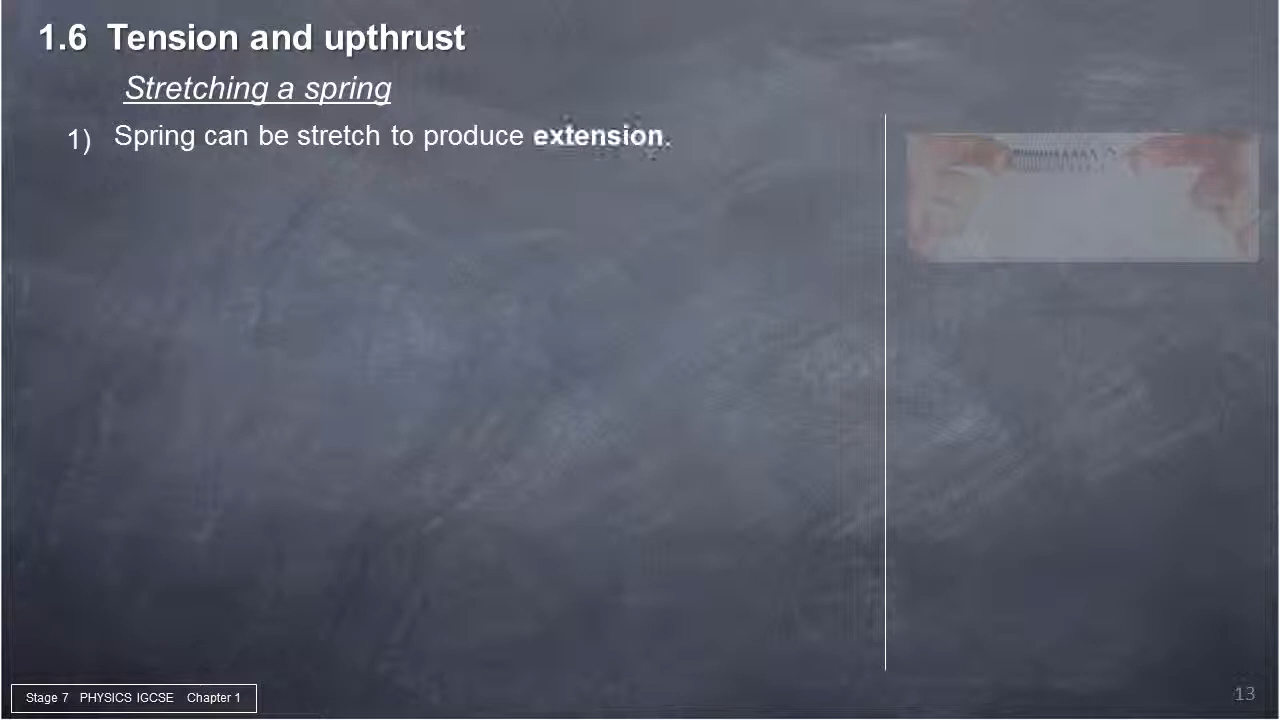 1.6 Tension and upthrust
Stretching a spring
1) Spring can be stretch to produce extension.
Stage 7 PHYSICS IGCSE Chapter 1
13